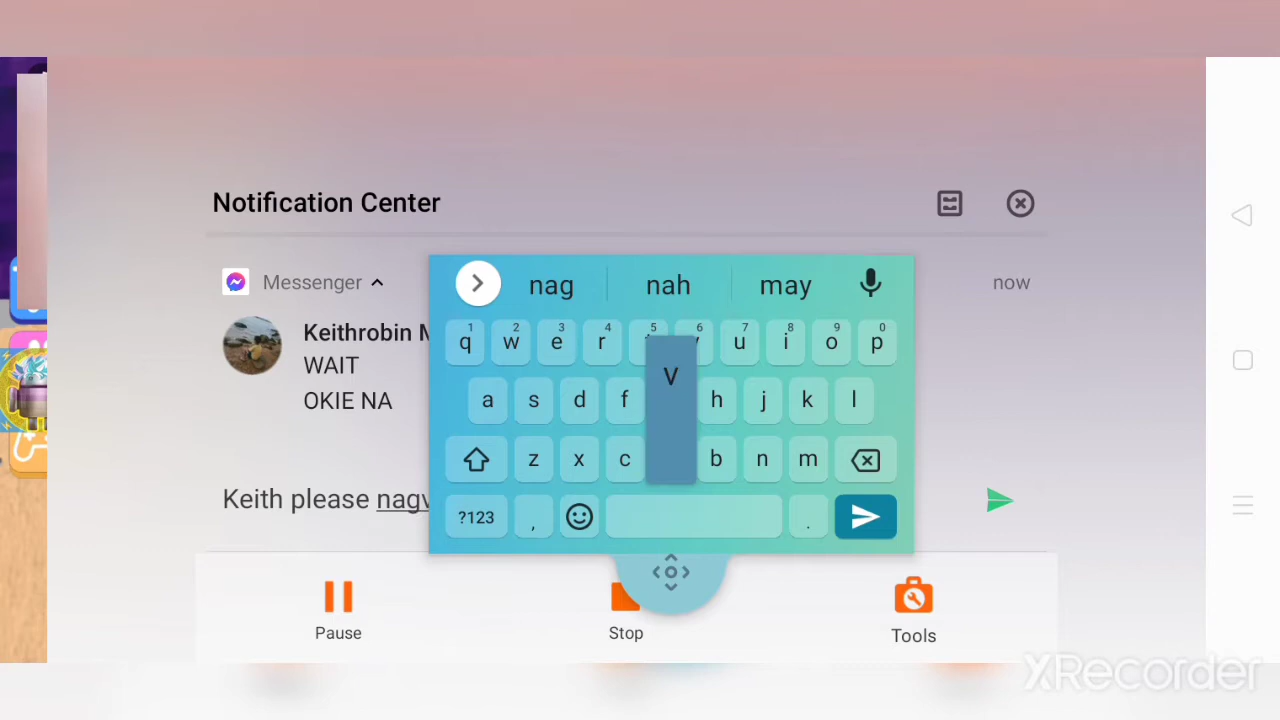 Notification Center
Messenger now
Keithrobin M
WAIT
OKIE NA
Keith please nagv
nag nah may
1 2 3 4 5 6 7 8 9 0
q w e r u i o p
V
a s d f h j k l
z x c b n m
?123 , .
Pause Stop Tools
XRecorder